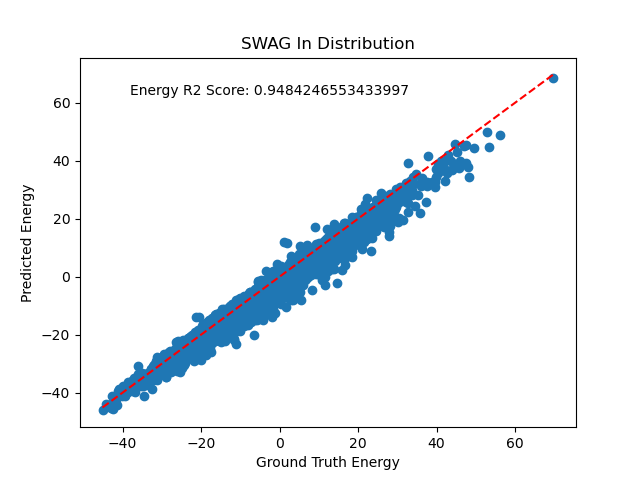 SWAG In Distribution
Energy R2 Score: 0.9484246553433997
Predicted Energy
60
40
20
0
−20
−40
−40 −20 0 20 40 60
Ground Truth Energy